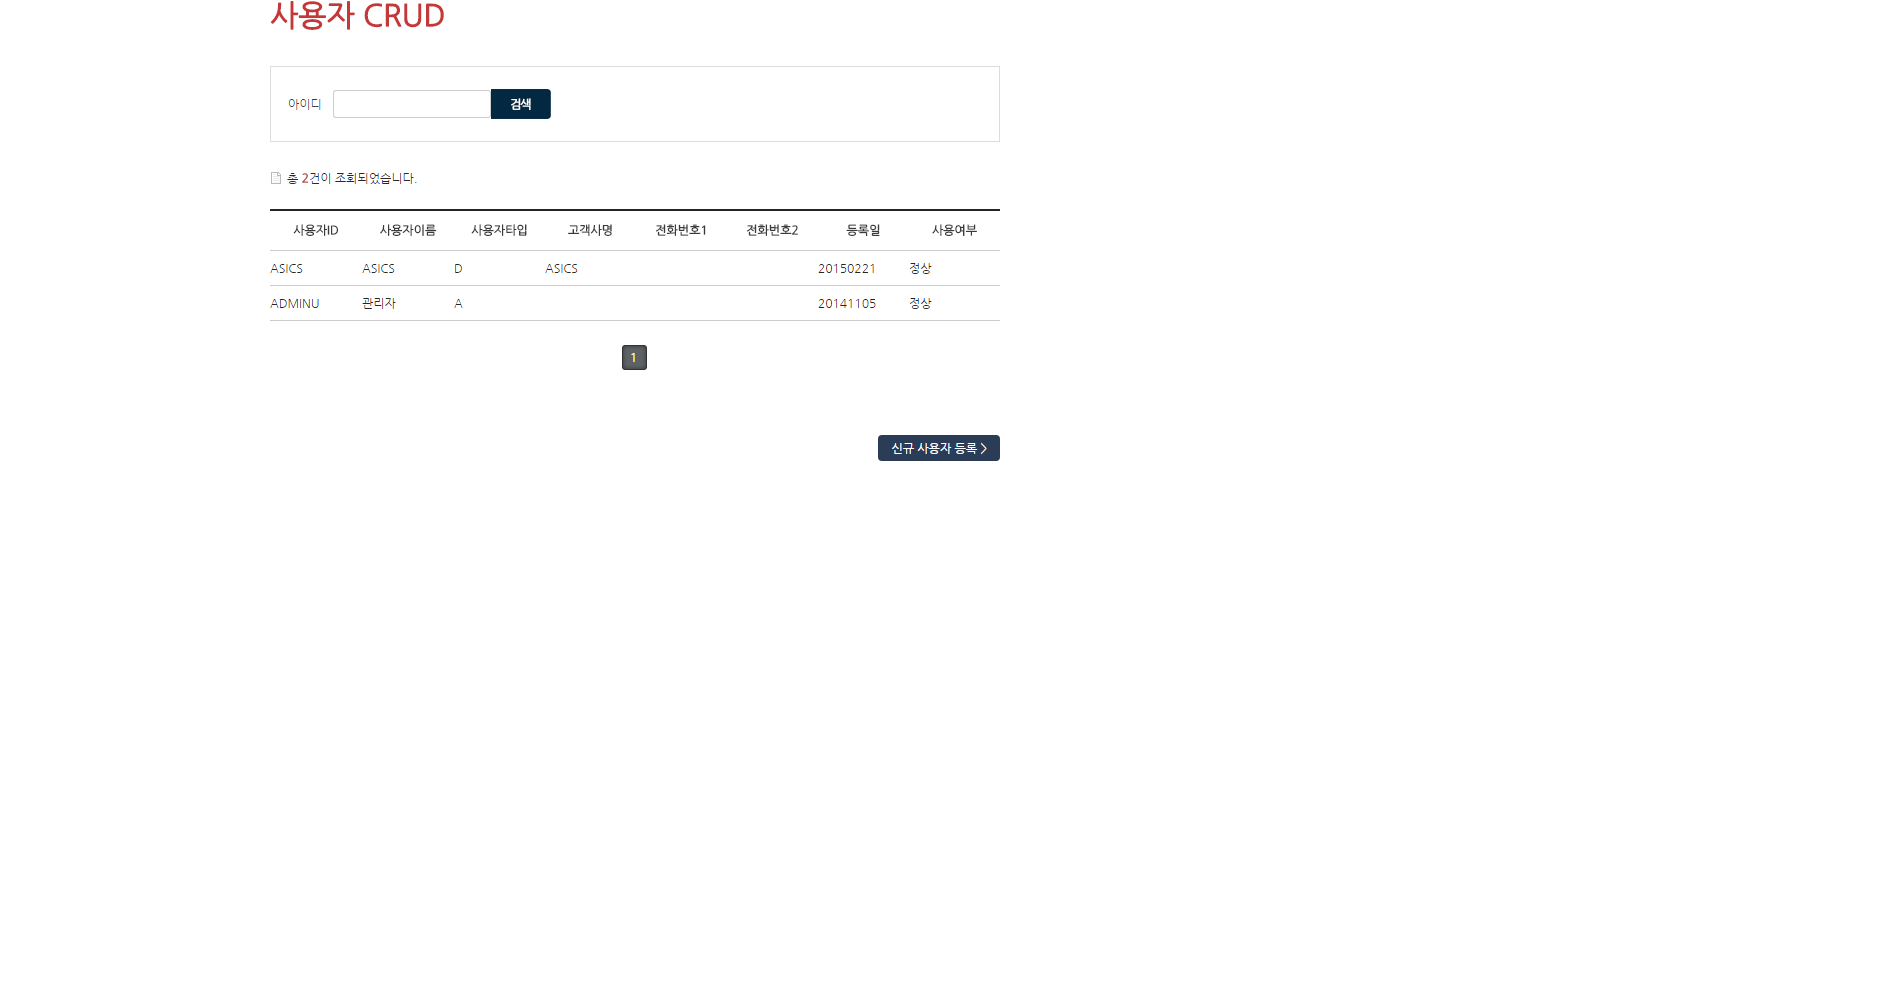 사용자 CRUD
아이디 검색
총 2건이 조회되었습니다.
사용자ID 사용자이름 사용자타입 고객사명 전화번호1 전화번호2 등록일 사용여부
ASICS ASICS D ASICS 20150221 정상
ADMINU 관리자 A 20141105 정상
1
신규 사용자 등록 >